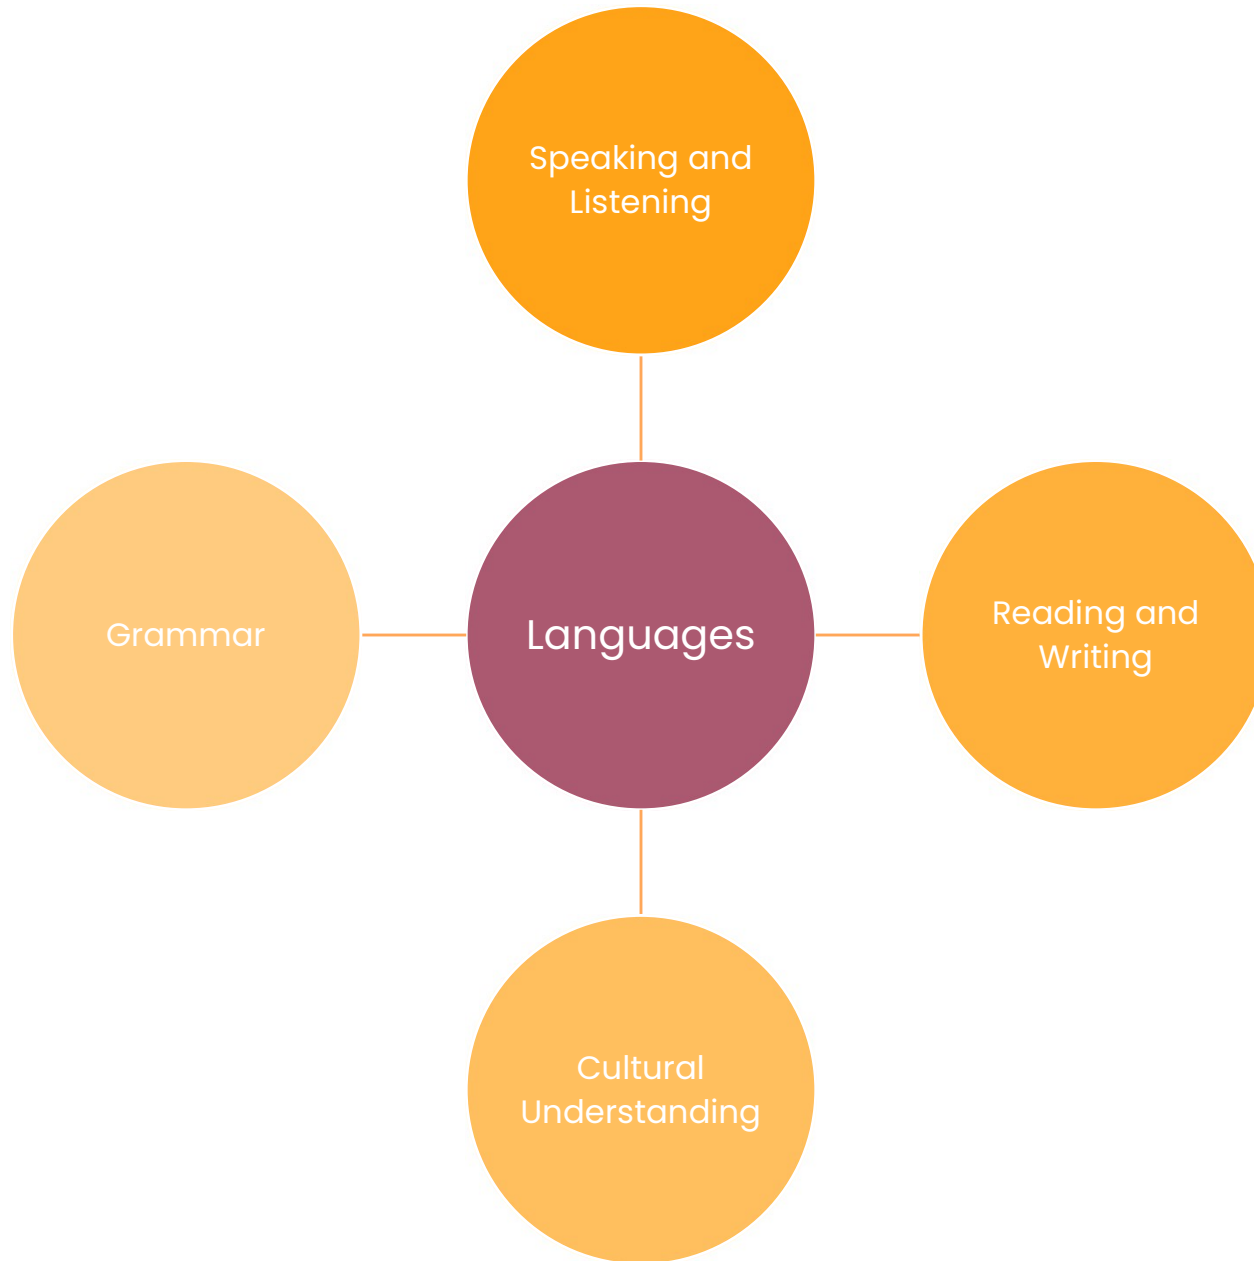 Speaking and
Listening
Grammar
Languages
Reading and
Writing
Cultural
Understanding